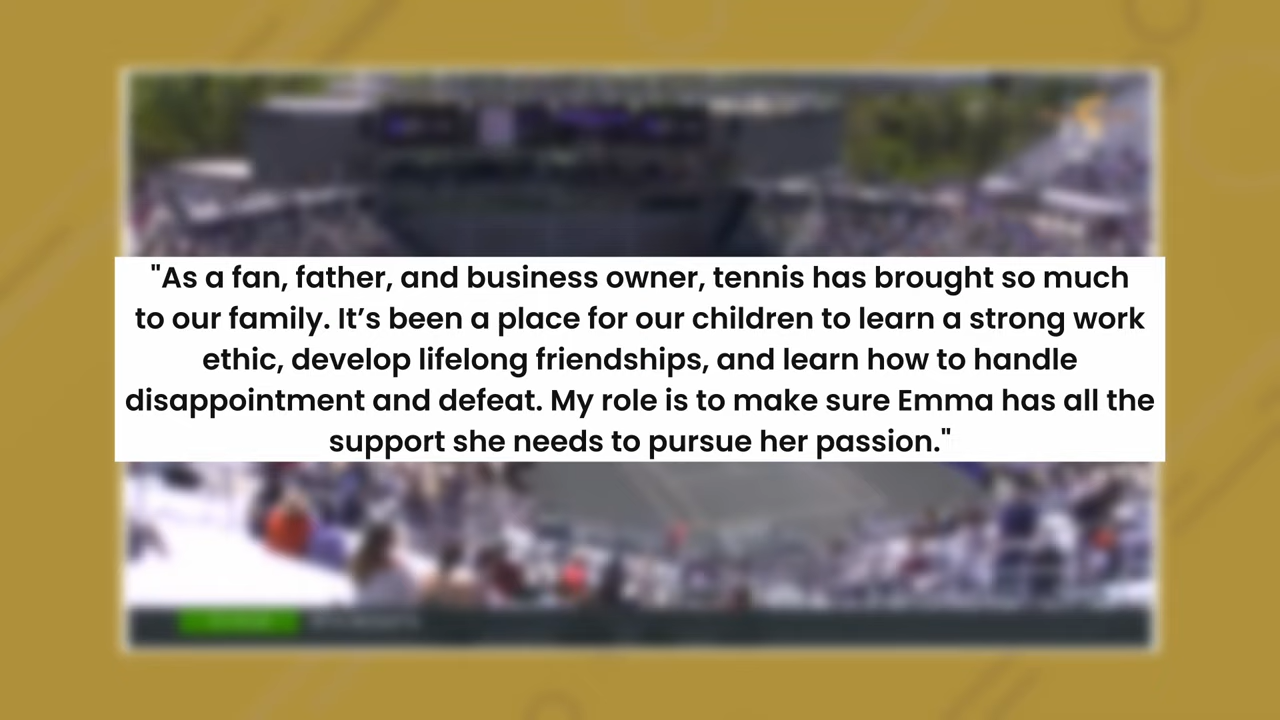 "As a fan, father, and business owner, tennis has brought so much
to our family. It’s been a place for our children to learn a strong work
ethic, develop lifelong friendships, and learn how to handle
disappointment and defeat. My role is to make sure Emma has all the
support she needs to pursue her passion."